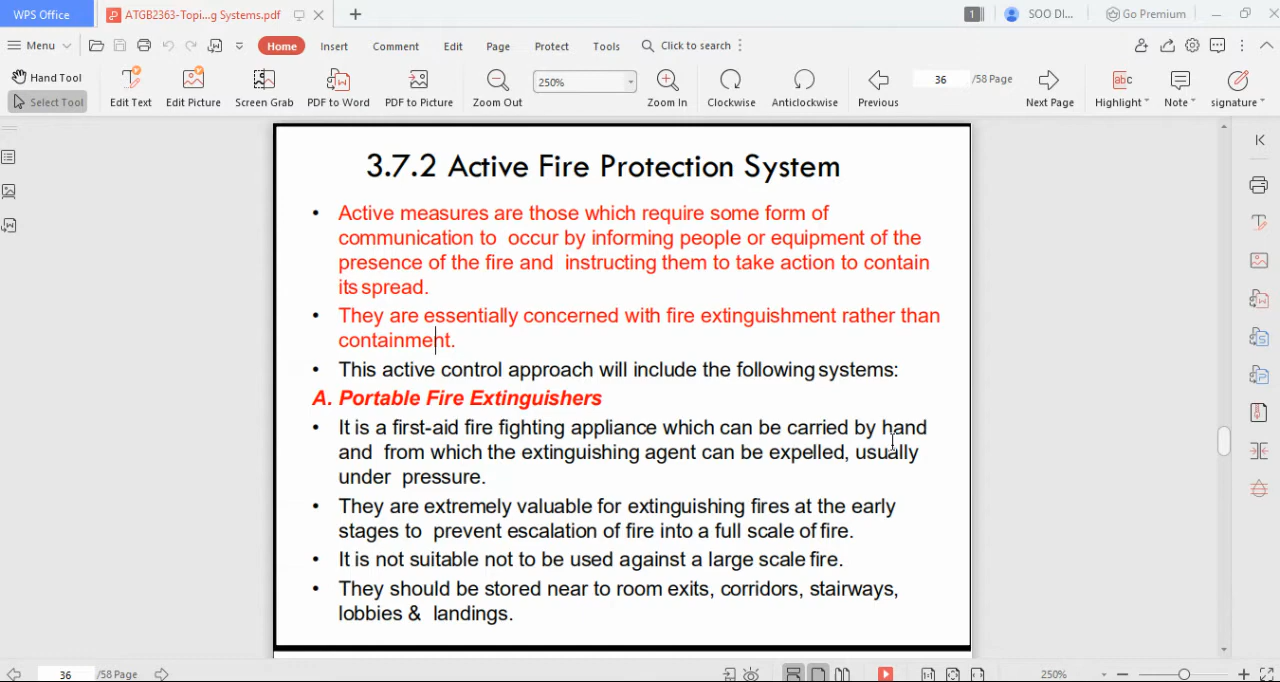 WPS Office
ATGB2363-Topi...g Systems.pdf
1
SOO DI...
Go Premium
Menu
Home
Insert
Comment
Edit
Page
Protect
Tools
Click to search
Hand Tool
Select Tool
Edit Text
Edit Picture
Screen Grab
PDF to Word
PDF to Picture
Zoom Out
250%
Zoom In
Clockwise
Anticlockwise
Previous
36
/58 Page
Next Page
abc
Highlight
Note
signature
3.7.2 Active Fire Protection System
• Active measures are those which require some form of
communication to occur by informing people or equipment of the
presence of the fire and instructing them to take action to contain
its spread.
• They are essentially concerned with fire extinguishment rather than
containment.
• This active control approach will include the following systems:
A. Portable Fire Extinguishers
• It is a first-aid fire fighting appliance which can be carried by hand
and from which the extinguishing agent can be expelled, usually
under pressure.
• They are extremely valuable for extinguishing fires at the early
stages to prevent escalation of fire into a full scale of fire.
• It is not suitable not to be used against a large scale fire.
• They should be stored near to room exits, corridors, stairways,
lobbies & landings.
36
/58 Page
250%